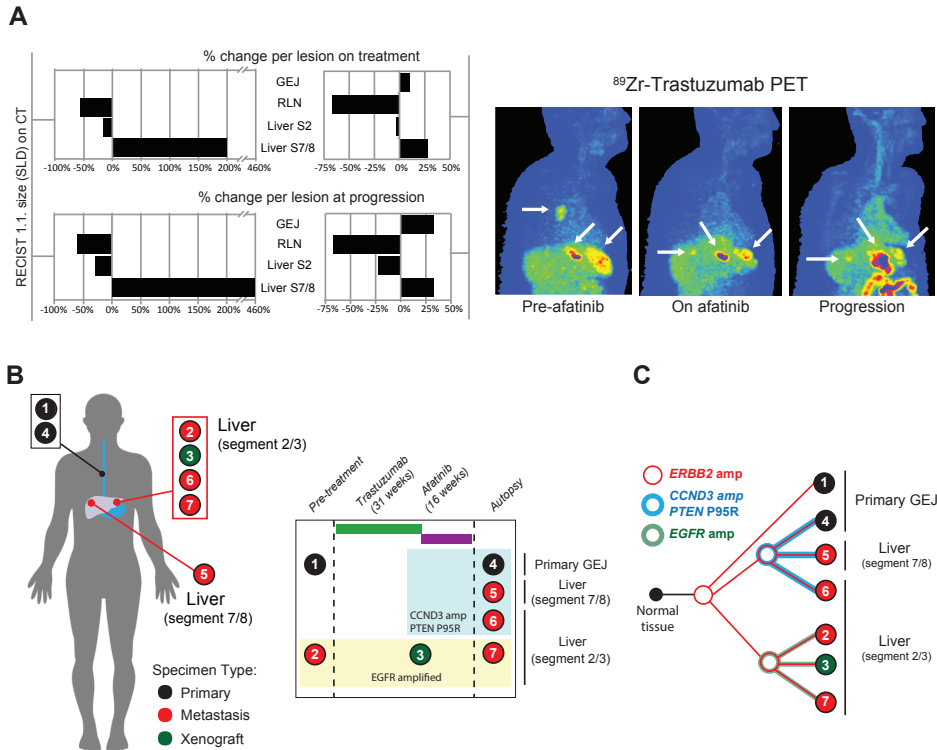 A
% change per lesion on treatment
RECIST 1.1. size (SLD) on CT
GEJ
RLN
Liver S2
Liver S7/8
-100% -50% 0% 50% 100% 150% 200% 460%
-75% -50% -25% 0% 25% 50%
% change per lesion at progression
GEJ
RLN
Liver S2
Liver S7/8
-100% -50% 0% 50% 100% 150% 200% 460%
-75% -50% -25% 0% 25% 50%
89Zr-Trastuzumab PET
Pre-afatinib
On afatinib
Progression
B
1
4
2
3
6
7
Liver
(segment 2/3)
5
Liver
(segment 7/8)
Specimen Type:
Primary
Metastasis
Xenograft
Pre-treatment
Trastuzumab
(31 weeks)
Afatinib
(16 weeks)
Autopsy
1
4
5
6
CCND3 amp
PTEN P95R
2
3
7
EGFR amplified
Primary GEJ
Liver
(segment 7/8)
Liver
(segment 2/3)
C
ERBB2 amp
CCND3 amp
PTEN P95R
EGFR amp
Normal
tissue
1
4
5
6
2
3
7
Primary GEJ
Liver
(segment 7/8)
Liver
(segment 2/3)